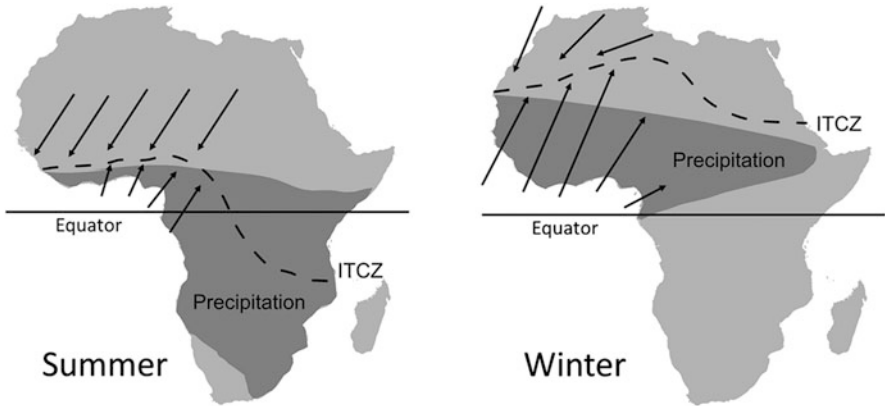 Equator
ITCZ
Precipitation
Summer
ITCZ
Precipitation
Equator
Winter